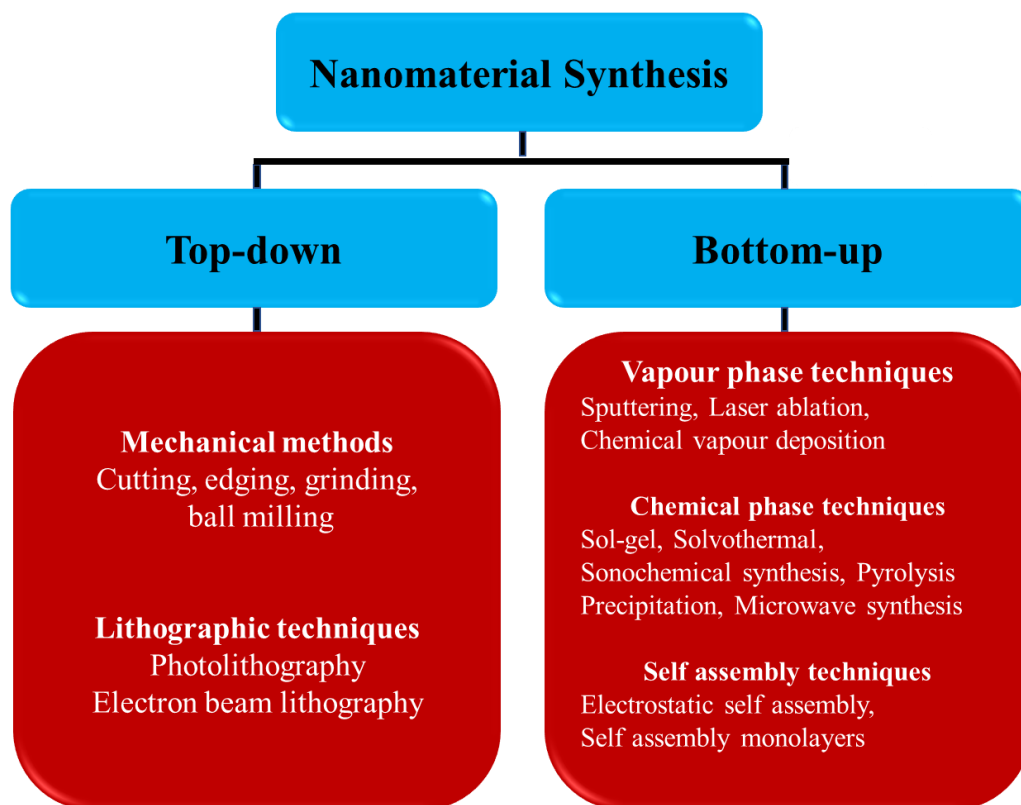 Nanomaterial Synthesis
Top-down
Bottom-up
Mechanical methods
Cutting, edging, grinding,
ball milling
Lithographic techniques
Photolithography
Electron beam lithography
Vapour phase techniques
Sputtering, Laser ablation,
Chemical vapour deposition
Chemical phase techniques
Sol-gel, Solvothermal,
Sonochemical synthesis, Pyrolysis
Precipitation, Microwave synthesis
Self assembly techniques
Electrostatic self assembly,
Self assembly monolayers